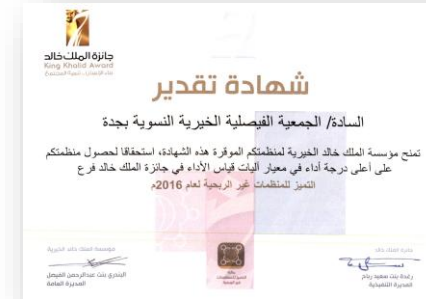 جائزة الملك خالد
King Khalid Award
شهادة تقدير
السادة/ الجمعية الفيصلية الخيرية النسوية بجدة
تمنح مؤسسة الملك خالد الخيرية لمنظمتكم الموقرة هذه الشهادة، استحقاقا لحصول منظمتكم
على أعلى درجة أداء في معيار آليات قياس الأداء في جائزة الملك خالد فرع
التميز للمنظمات غير الربحية لعام 2016م
جائزة الملك خالد
مؤسسة الملك خالد الخيرية
رغدة بنت سعيد رباح
المديرة التنفيذية
البندري بنت عبدالرحمن الفيصل
المديرة العامة